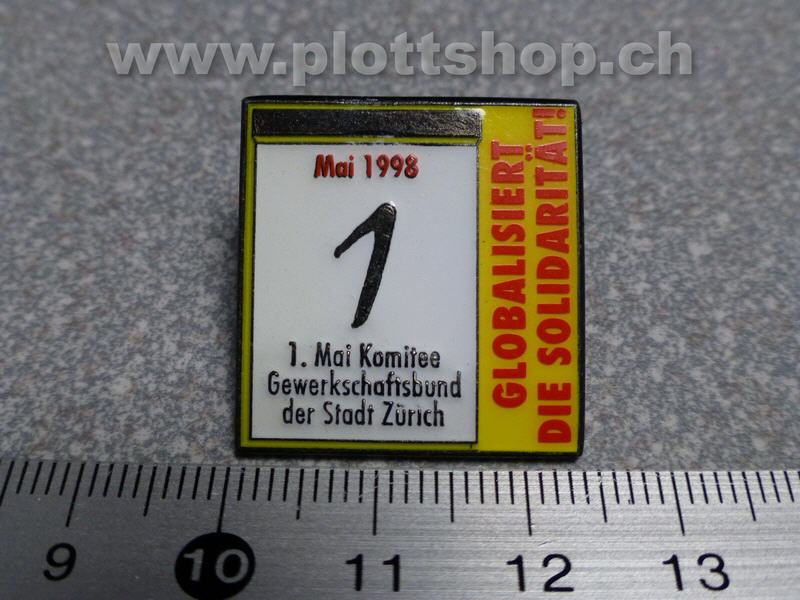 www.plottshop.ch
Mai 1998
1
1. Mai Komitee
Gewerkschaftsbund
der Stadt Zürich
GLOBALISIERT
DIE SOLIDARITÄT!
9 10 11 12 13